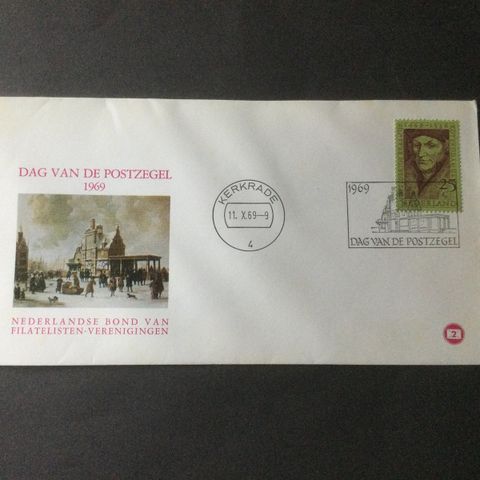 DAG VAN DE POSTZEGEL
1969
NEDERLANDSE BOND VAN
FILATELISTEN-VERENIGINGEN
KERKRADE
11.X.69–9
4
25
NEDERLAND
1969
DAG VAN DE POSTZEGEL
2